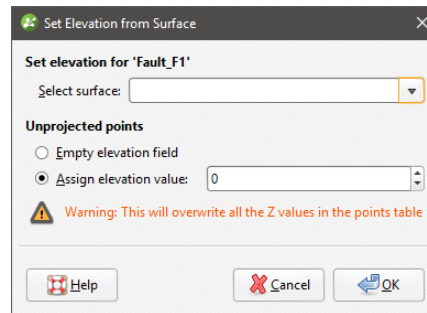 Set Elevation from Surface
Set elevation for 'Fault_F1'
Select surface:
Unprojected points
Empty elevation field
Assign elevation value: 0
Warning: This will overwrite all the Z values in the points table
Help Cancel OK